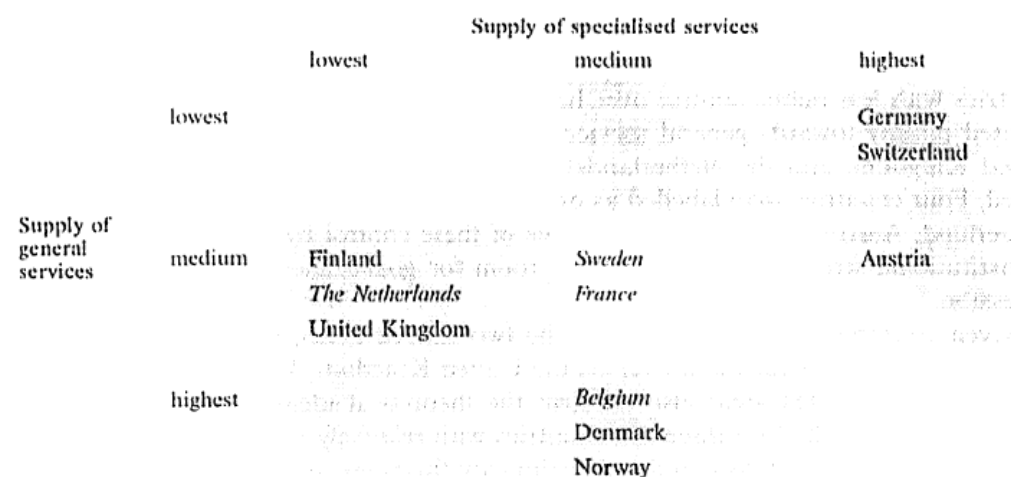 Supply of specialised services
lowest medium highest
lowest Germany
Switzerland
Supply of
general
services
medium Finland Sweden Austria
The Netherlands France
United Kingdom
highest Belgium
Denmark
Norway